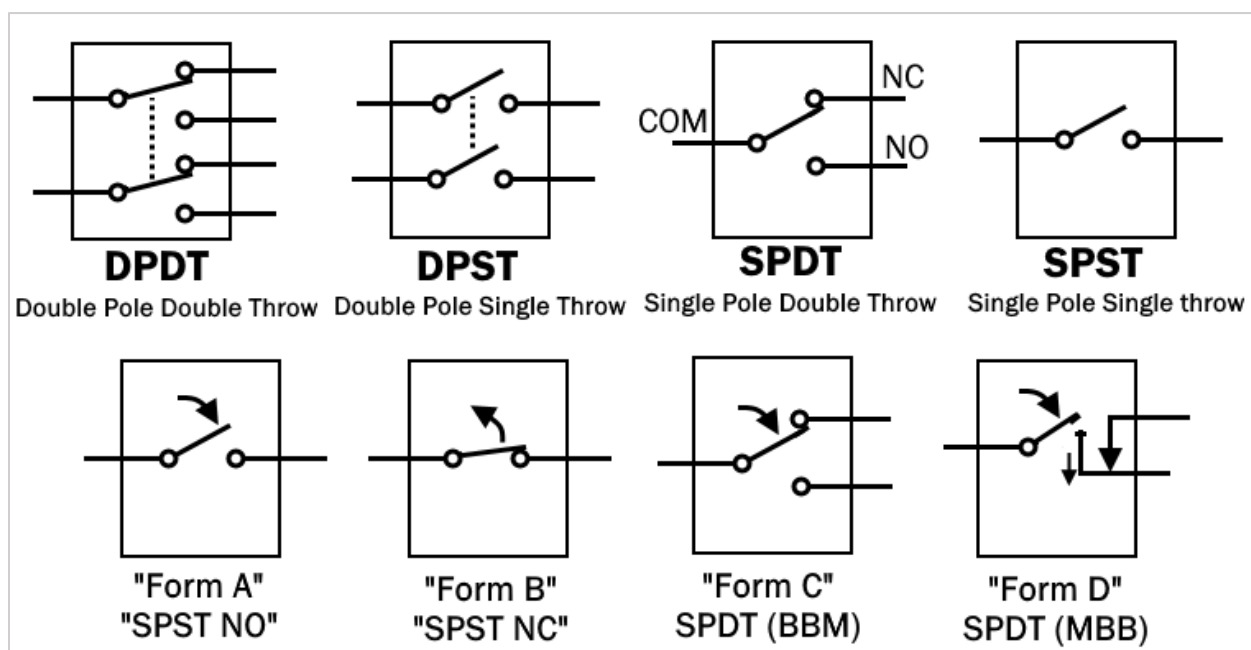 COM
NC
NO
DPDT
Double Pole Double Throw
DPST
Double Pole Single Throw
SPDT
Single Pole Double Throw
SPST
Single Pole Single throw
"Form A"
"SPST NO"
"Form B"
"SPST NC"
"Form C"
SPDT (BBM)
"Form D"
SPDT (MBB)